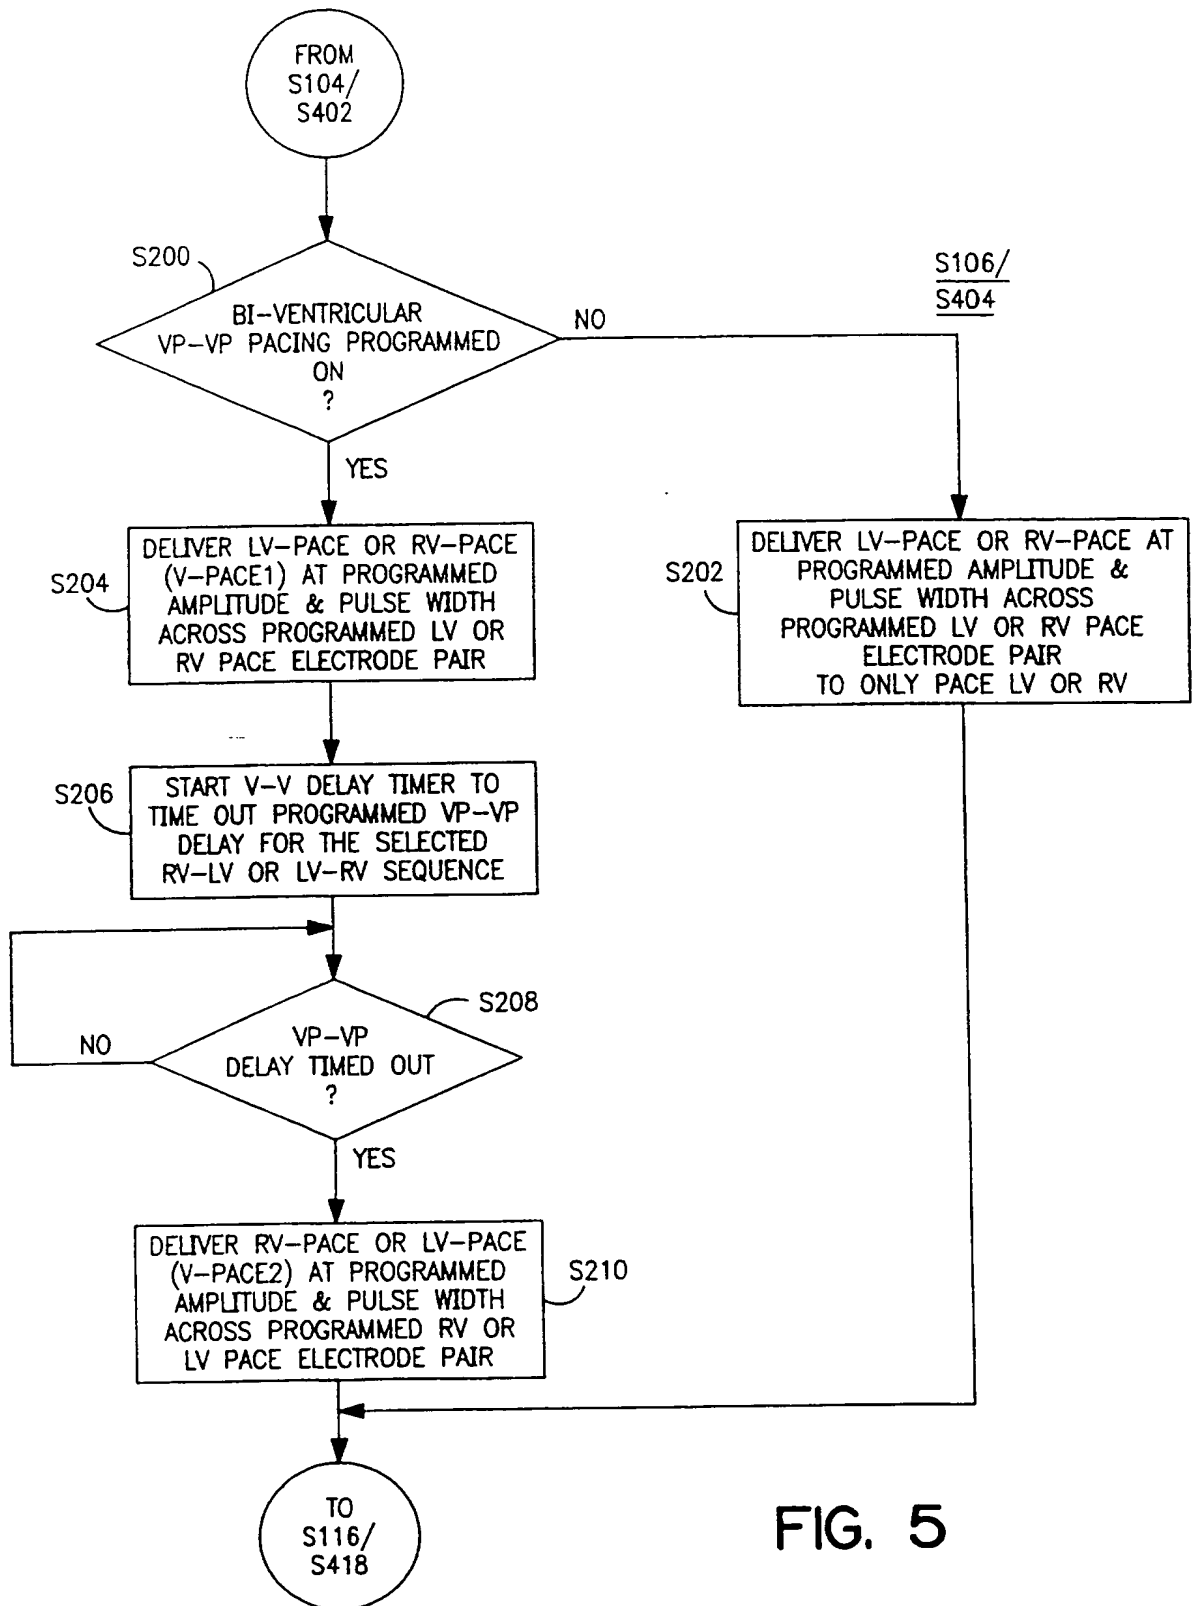 FROM
S104/
S402
S200
BI-VENTRICULAR
VP-VP PACING PROGRAMMED
ON
?
NO
S106/
S404
YES
S204
DELIVER LV-PACE OR RV-PACE
(V-PACE1) AT PROGRAMMED
AMPLITUDE & PULSE WIDTH
ACROSS PROGRAMMED LV OR
RV PACE ELECTRODE PAIR
S202
DELIVER LV-PACE OR RV-PACE AT
PROGRAMMED AMPLITUDE &
PULSE WIDTH ACROSS
PROGRAMMED LV OR RV PACE
ELECTRODE PAIR
TO ONLY PACE LV OR RV
S206
START V-V DELAY TIMER TO
TIME OUT PROGRAMMED VP-VP
DELAY FOR THE SELECTED
RV-LV OR LV-RV SEQUENCE
S208
VP-VP
DELAY TIMED OUT
?
NO
YES
DELIVER RV-PACE OR LV-PACE
(V-PACE2) AT PROGRAMMED
AMPLITUDE & PULSE WIDTH
ACROSS PROGRAMMED RV OR
LV PACE ELECTRODE PAIR
S210
TO
S116/
S418
FIG. 5